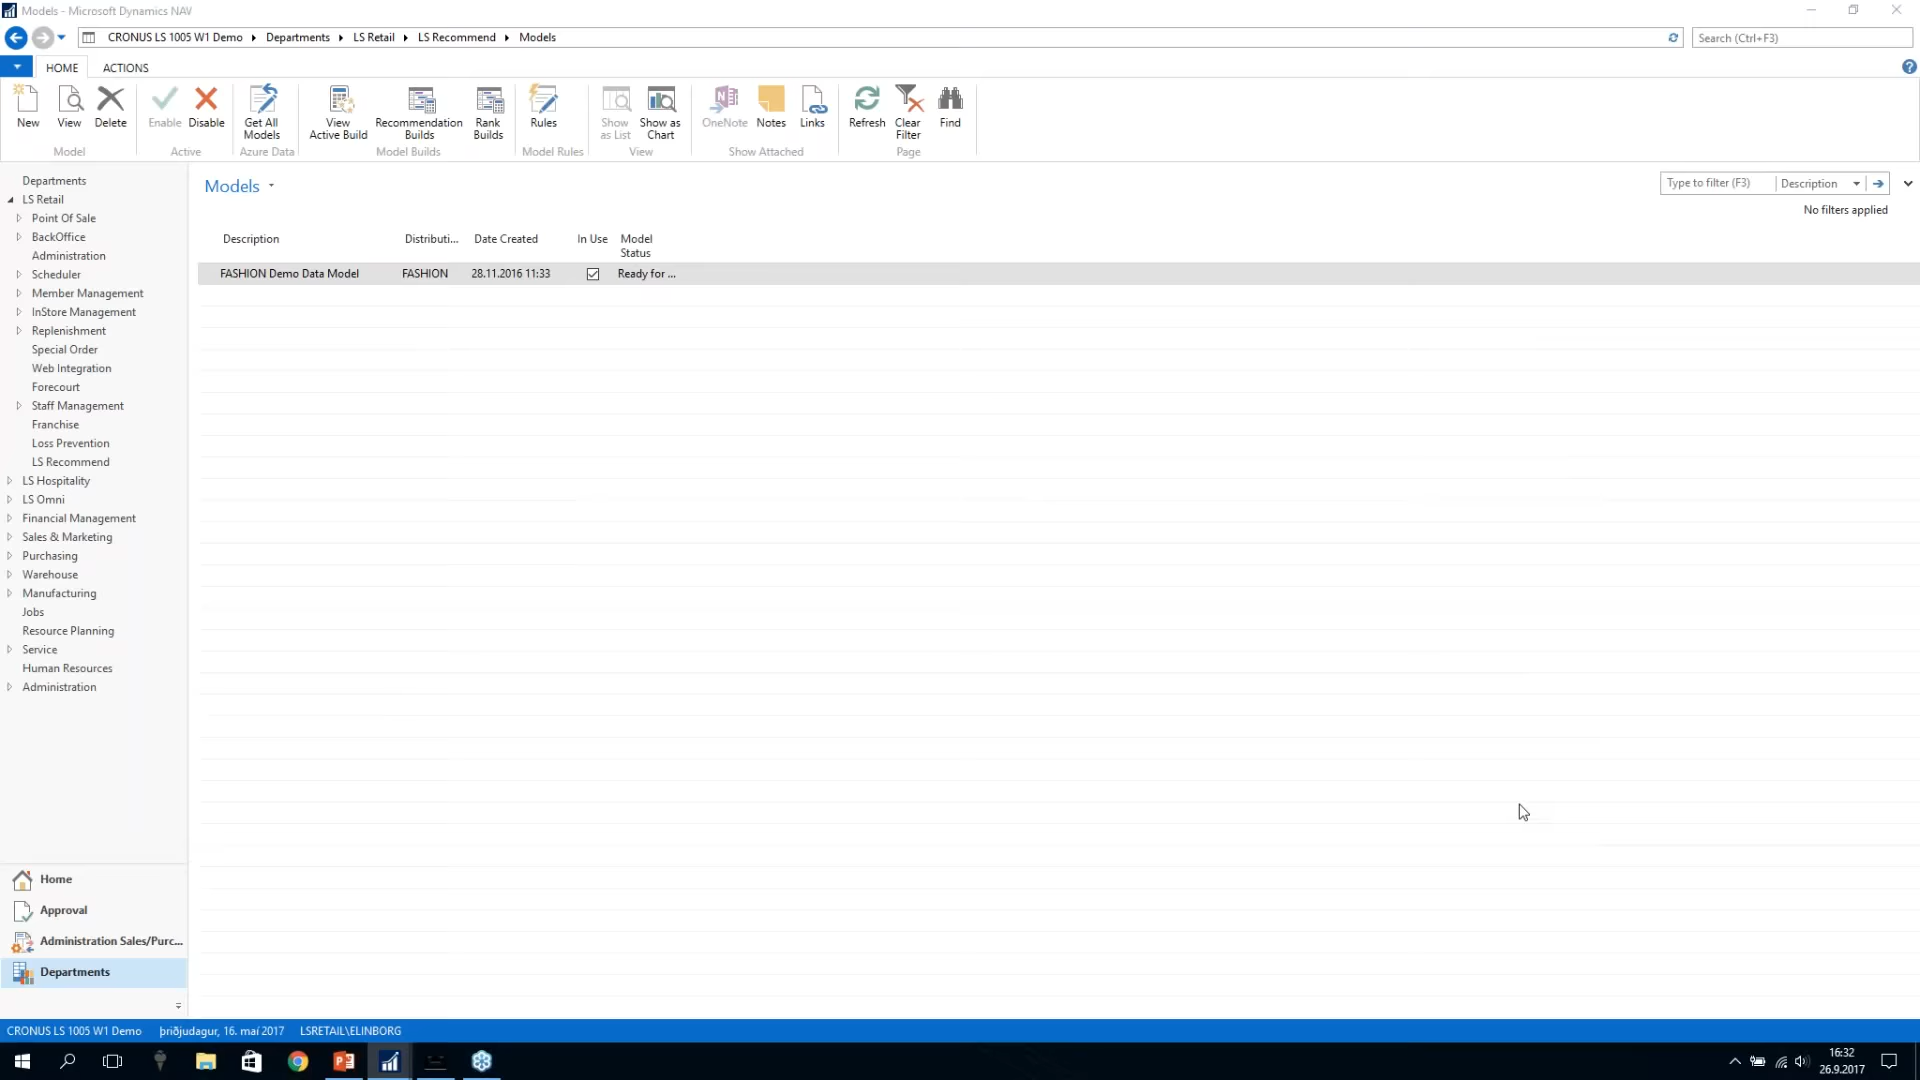 Models - Microsoft Dynamics NAV
CRONUS LS 1005 W1 Demo Departments LS Retail LS Recommend Models
Search (Ctrl+F3)
HOME ACTIONS
New View Delete Enable Disable Get All Models View Active Build Recommendation Builds Rank Builds Rules Show as List Show as Chart OneNote Notes Links Refresh Clear Filter Find
Model Active Azure Data Model Builds Model Rules View Show Attached Page
Departments
LS Retail
Point Of Sale
BackOffice
Administration
Scheduler
Member Management
InStore Management
Replenishment
Special Order
Web Integration
Forecourt
Staff Management
Franchise
Loss Prevention
LS Recommend
LS Hospitality
LS Omni
Financial Management
Sales & Marketing
Purchasing
Warehouse
Manufacturing
Jobs
Resource Planning
Service
Human Resources
Administration
Home
Approval
Administration Sales/Purc...
Departments
Models
Type to filter (F3) Description
No filters applied
Description Distributi... Date Created In Use Model Status
FASHION Demo Data Model FASHION 28.11.2016 11:33 Ready for ...
CRONUS LS 1005 W1 Demo þriðjudagur, 16. maí 2017 LSRETAIL\ELINBORG
16:32
26.9.2017